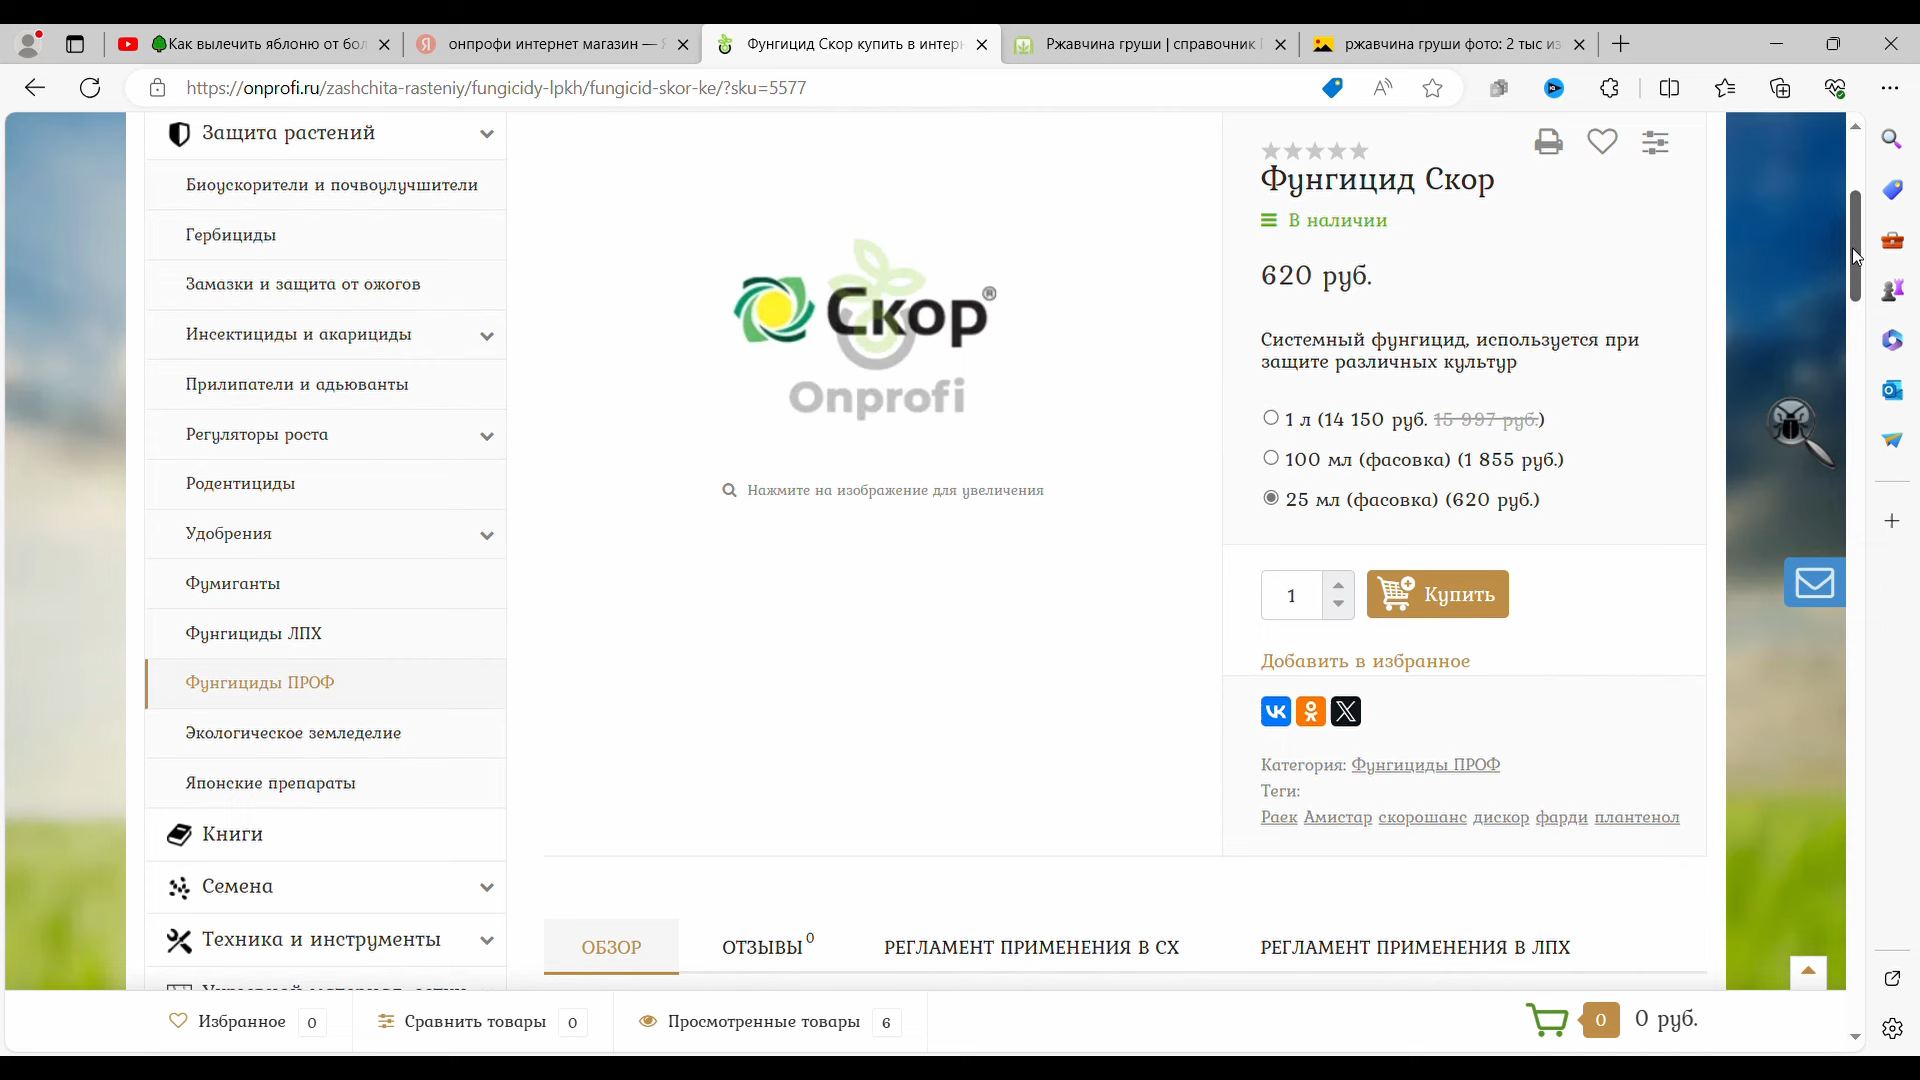 Как вылечить яблоню от бол
Я
онпрофи интернет магазин —
Фунгицид Скор купить в интер
Ржавчина груши | справочник
ржавчина груши фото: 2 тыс из
https://onprofi.ru/zashchita-rasteniy/fungicidy-lpkh/fungicid-skor-ke/?sku=5577
Защита растений
Биоускорители и почвоулучшители
Гербициды
Замазки и защита от ожогов
Инсектициды и акарициды
Прилипатели и адьюванты
Регуляторы роста
Родентициды
Удобрения
Фумиганты
Фунгициды ЛПХ
Фунгициды ПРОФ
Экологическое земледелие
Японские препараты
Книги
Семена
Техника и инструменты
Скор®
Onprofi
Нажмите на изображение для увеличения
Фунгицид Скор
В наличии
620 руб.
Системный фунгицид, используется при
защите различных культур
1 л (14 150 руб. 15 997 руб.)
100 мл (фасовка) (1 855 руб.)
25 мл (фасовка) (620 руб.)
1
Купить
Добавить в избранное
Категория: Фунгициды ПРОФ
Теги:
Раек Амистар скорошанс дискор фарди плантенол
ОБЗОР
ОТЗЫВЫ 0
РЕГЛАМЕНТ ПРИМЕНЕНИЯ В СХ
РЕГЛАМЕНТ ПРИМЕНЕНИЯ В ЛПХ
Избранное 0
Сравнить товары 0
Просмотренные товары 6
0
0 руб.